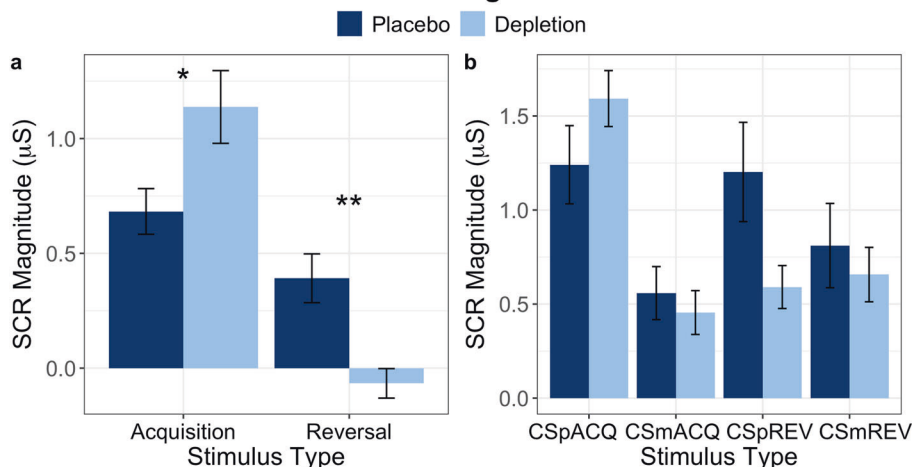 Placebo Depletion
a
*
**
SCR Magnitude (μS)
1.0
0.5
0.0
Acquisition Reversal
Stimulus Type
b
SCR Magnitude (μS)
1.5
1.0
0.5
0.0
CSpACQ CSmACQ CSpREV CSmREV
Stimulus Type